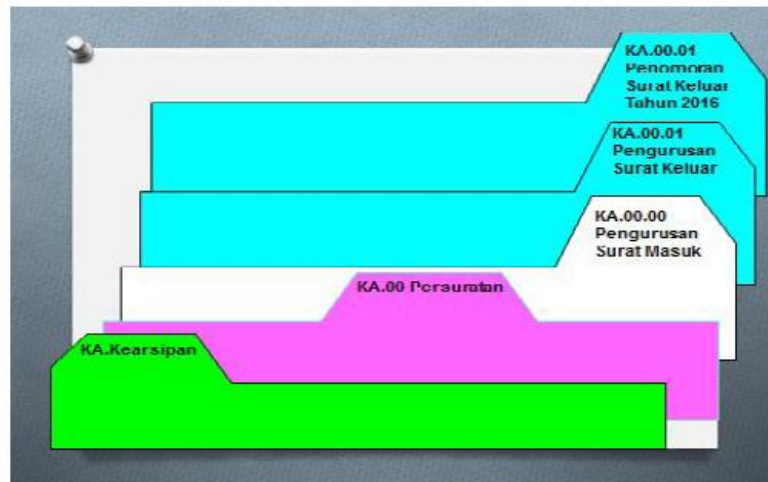 KA.00.01
Penomoran
Surat Keluar
Tahun 2016
KA.00.01
Pengurusan
Surat Keluar
KA.00.00
Pengurusan
Surat Masuk
KA.00 Persuratan
KA.Kearsipan